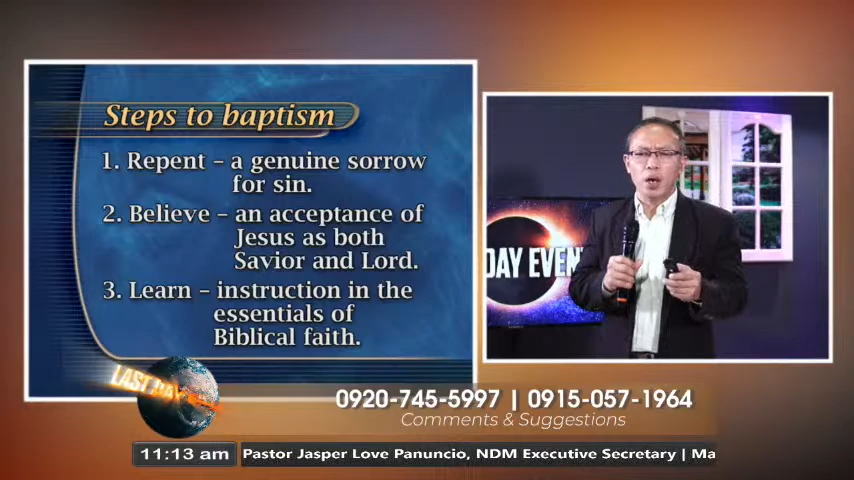 Steps to baptism
1. Repent – a genuine sorrow
for sin.
2. Believe – an acceptance of
Jesus as both
Savior and Lord.
3. Learn – instruction in the
essentials of
Biblical faith.
DAY EVEN
LAST DAY
0920-745-5997 | 0915-057-1964
Comments & Suggestions
11:13 am
Pastor Jasper Love Panuncio, NDM Executive Secretary | Ma